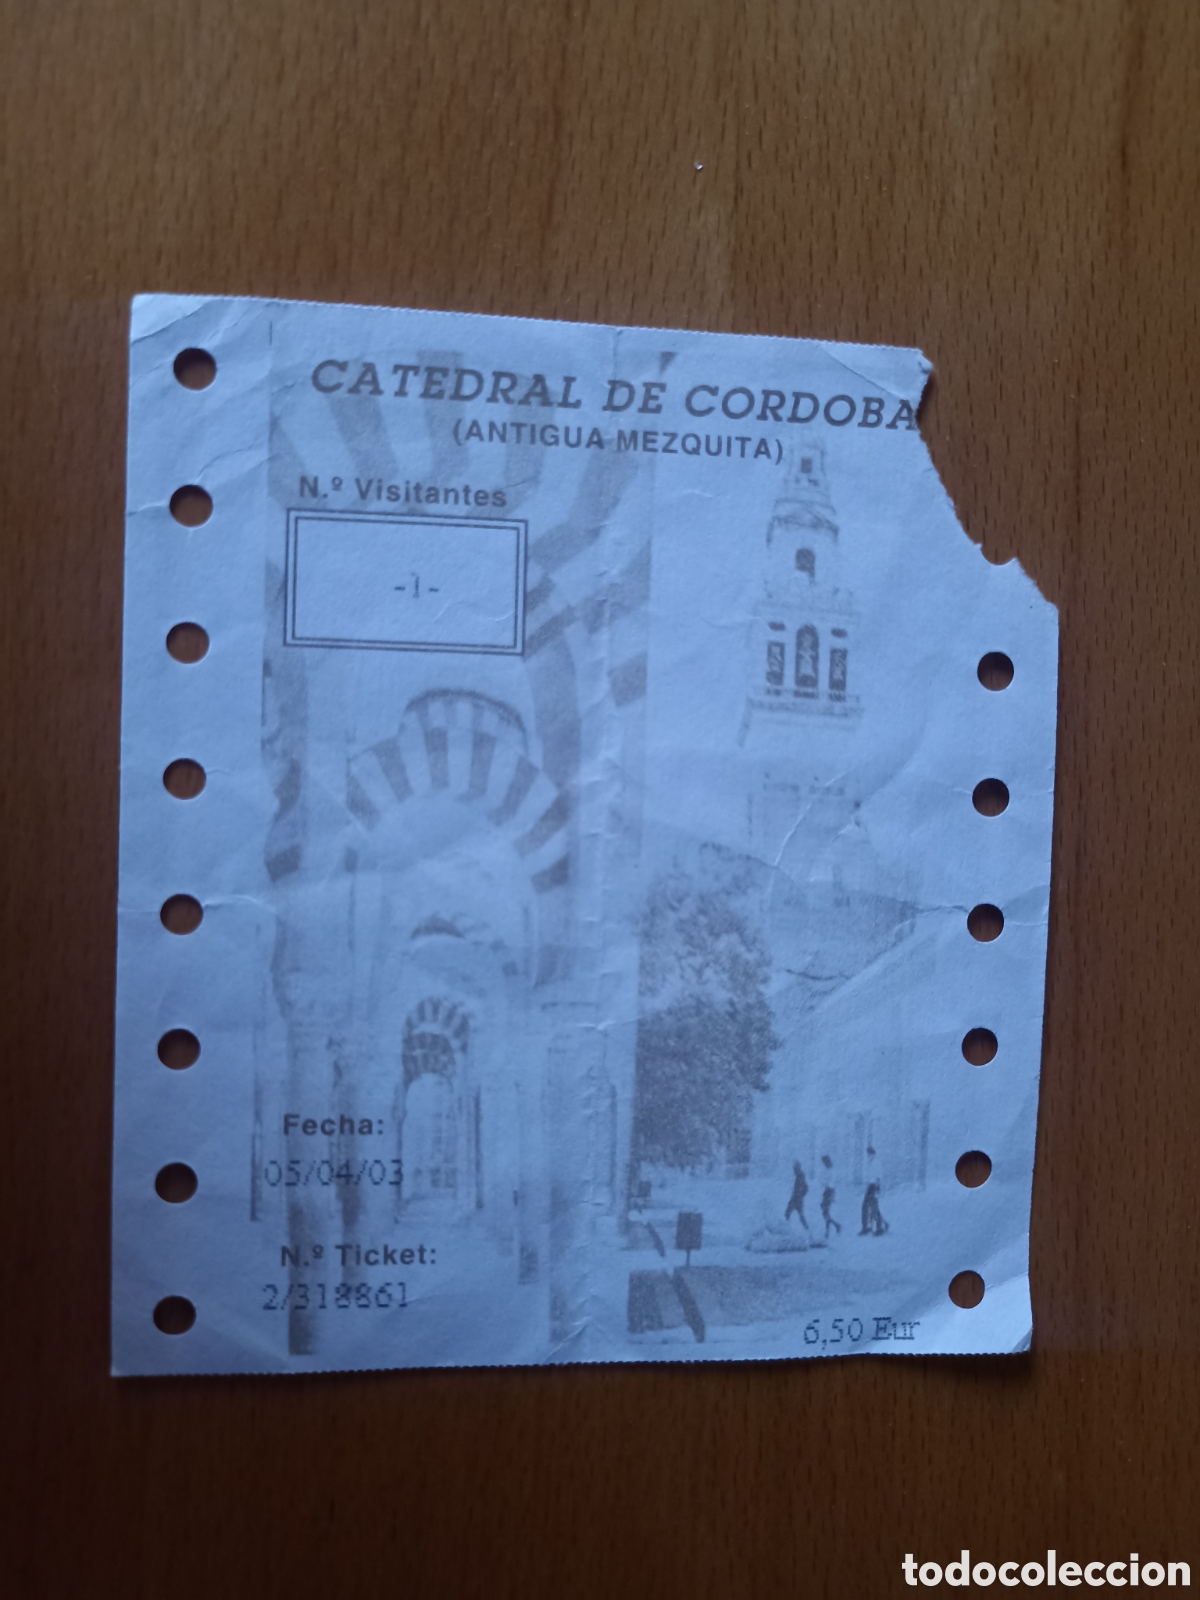 CATEDRAL DE CORDOBA
(ANTIGUA MEZQUITA)
N.º Visitantes
-1-
Fecha:
05/04/03
N.º Ticket:
2/318861
6,50 Eur
todocoleccion